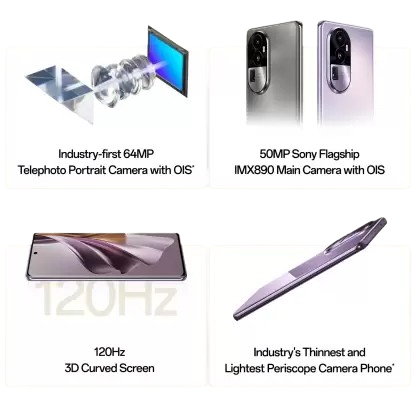 Industry-first 64MP
Telephoto Portrait Camera with OIS*
50MP Sony Flagship
IMX890 Main Camera with OIS
120Hz
120Hz
3D Curved Screen
Industry's Thinnest and
Lightest Periscope Camera Phone*